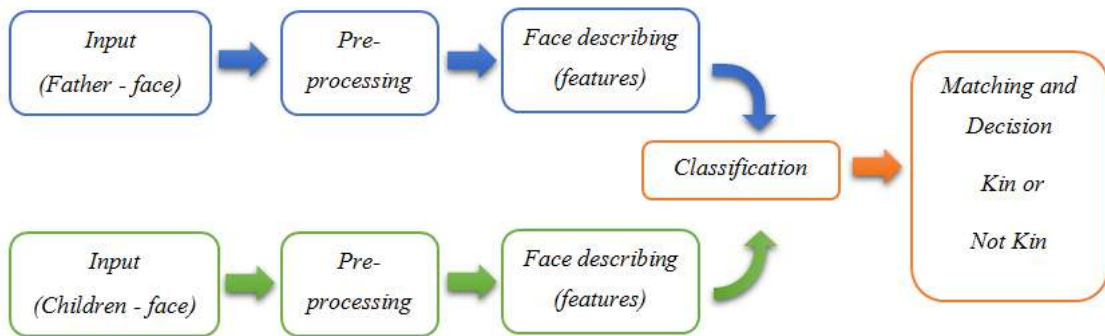 Input
(Father - face)
Pre-
processing
Face describing
(features)
Classification
Matching and
Decision
Kin or
Not Kin
Input
(Children - face)
Pre-
processing
Face describing
(features)